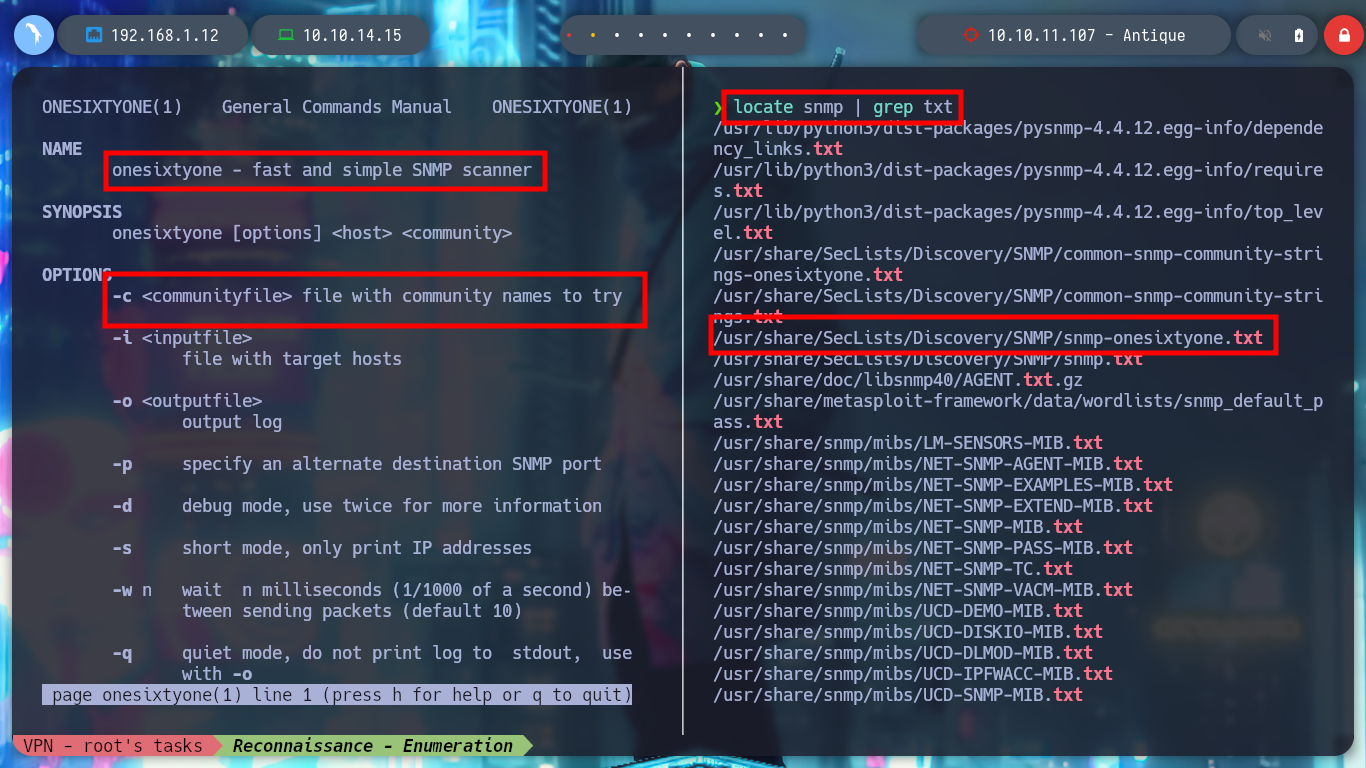 192.168.1.12
10.10.14.15
10.10.11.107 - Antique
ONESIXTYONE(1) General Commands Manual ONESIXTYONE(1)
NAME
onesixtyone - fast and simple SNMP scanner
SYNOPSIS
onesixtyone [options] <host> <community>
OPTIONS
-c <communityfile> file with community names to try
-i <inputfile>
file with target hosts
-o <outputfile>
output log
-p specify an alternate destination SNMP port
-d debug mode, use twice for more information
-s short mode, only print IP addresses
-w n wait n milliseconds (1/1000 of a second) be-
tween sending packets (default 10)
-q quiet mode, do not print log to stdout, use
with -o
page onesixtyone(1) line 1 (press h for help or q to quit)
❯ locate snmp | grep txt
/usr/lib/python3/dist-packages/pysnmp-4.4.12.egg-info/depende
ncy_links.txt
/usr/lib/python3/dist-packages/pysnmp-4.4.12.egg-info/require
s.txt
/usr/lib/python3/dist-packages/pysnmp-4.4.12.egg-info/top_lev
el.txt
/usr/share/SecLists/Discovery/SNMP/common-snmp-community-stri
ngs-onesixtyone.txt
/usr/share/SecLists/Discovery/SNMP/common-snmp-community-stri
ngs.txt
/usr/share/SecLists/Discovery/SNMP/snmp-onesixtyone.txt
/usr/share/SecLists/Discovery/SNMP/snmp.txt
/usr/share/doc/libsnmp40/AGENT.txt.gz
/usr/share/metasploit-framework/data/wordlists/snmp_default_p
ass.txt
/usr/share/snmp/mibs/LM-SENSORS-MIB.txt
/usr/share/snmp/mibs/NET-SNMP-AGENT-MIB.txt
/usr/share/snmp/mibs/NET-SNMP-EXAMPLES-MIB.txt
/usr/share/snmp/mibs/NET-SNMP-EXTEND-MIB.txt
/usr/share/snmp/mibs/NET-SNMP-MIB.txt
/usr/share/snmp/mibs/NET-SNMP-PASS-MIB.txt
/usr/share/snmp/mibs/NET-SNMP-TC.txt
/usr/share/snmp/mibs/NET-SNMP-VACM-MIB.txt
/usr/share/snmp/mibs/UCD-DEMO-MIB.txt
/usr/share/snmp/mibs/UCD-DISKIO-MIB.txt
/usr/share/snmp/mibs/UCD-DLMOD-MIB.txt
/usr/share/snmp/mibs/UCD-IPFWACC-MIB.txt
/usr/share/snmp/mibs/UCD-SNMP-MIB.txt
VPN - root's tasks Reconnaissance - Enumeration